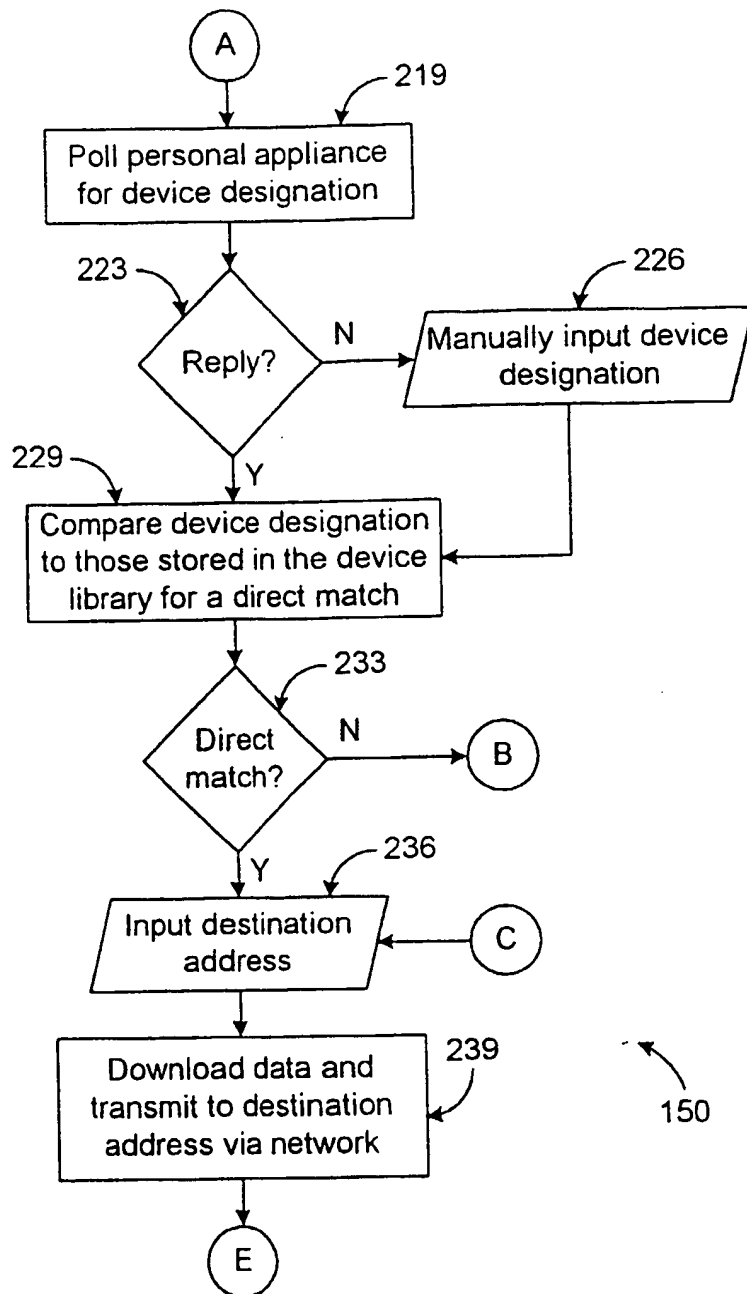 A
219
Poll personal appliance
for device designation
223
Reply?
N
226
Manually input device
designation
Y
229
Compare device designation
to those stored in the device
library for a direct match
233
Direct
match?
N
B
Y
236
Input destination
address
C
Download data and
transmit to destination
address via network
239
150
E